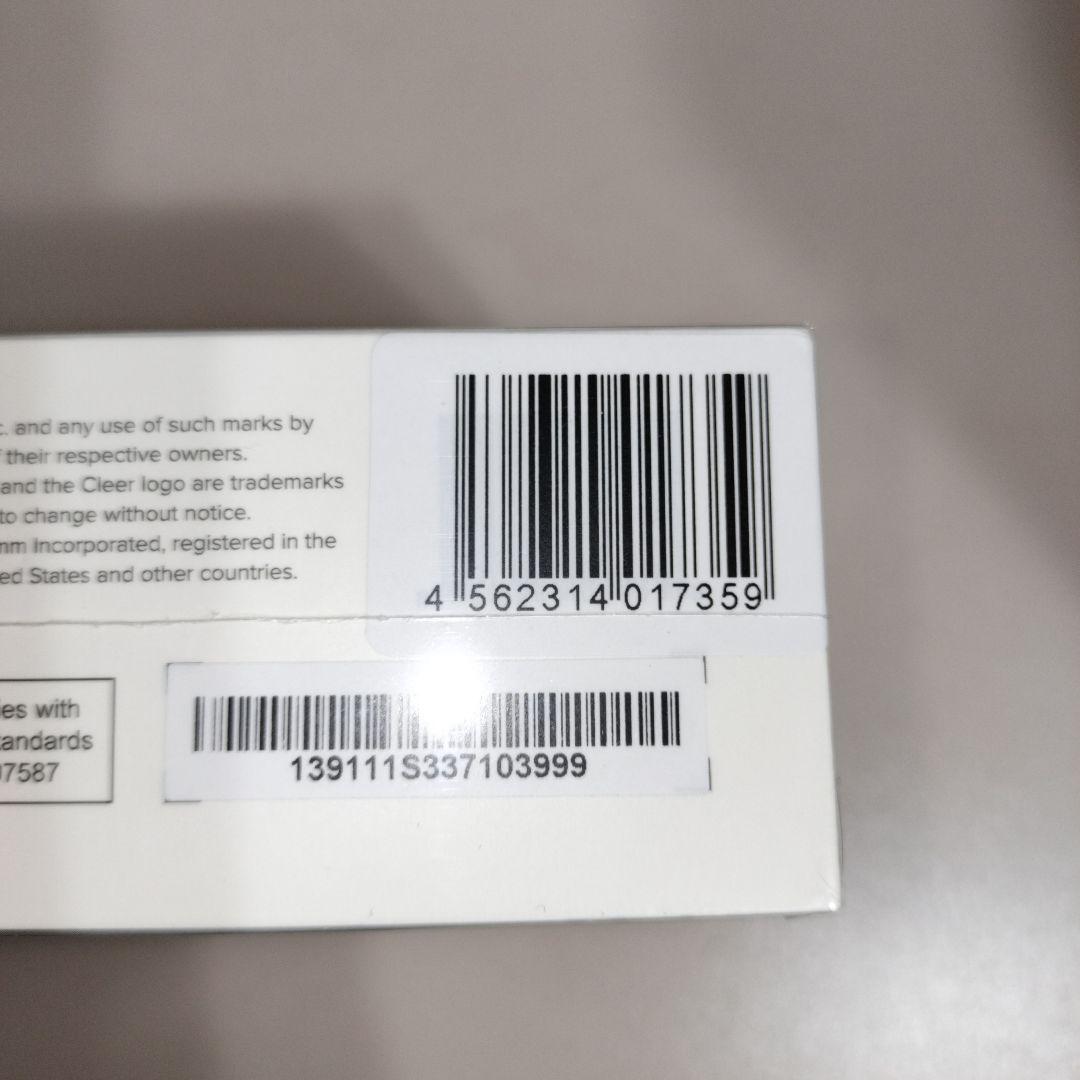 c. and any use of such marks by
their respective owners.
and the Cleer logo are trademarks
to change without notice.
mm Incorporated, registered in the
ed States and other countries.
4 562314 017359
ies with
tandards
07587
139111S337103999